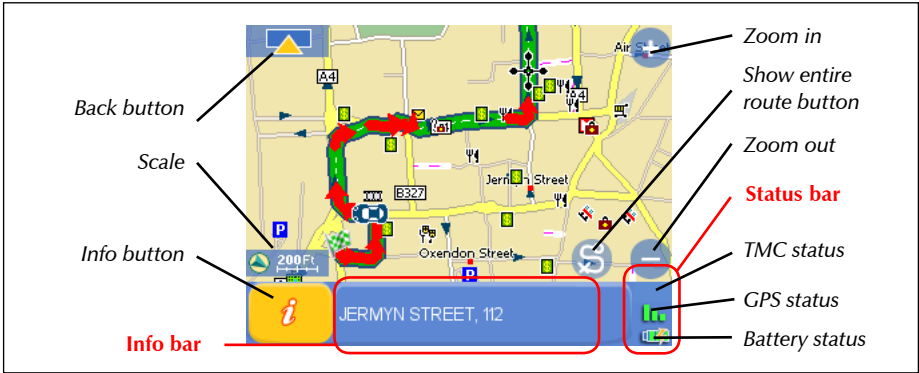 Zoom in
Air Street
Show entire
route button
A4
A4
Back button
Zoom out
Scale
Jermyn Street
B327
Status bar
P
TMC status
Info button
200Ft
Oxendon Street
S
P
GPS status
i
JERMYN STREET, 112
Info bar
Battery status